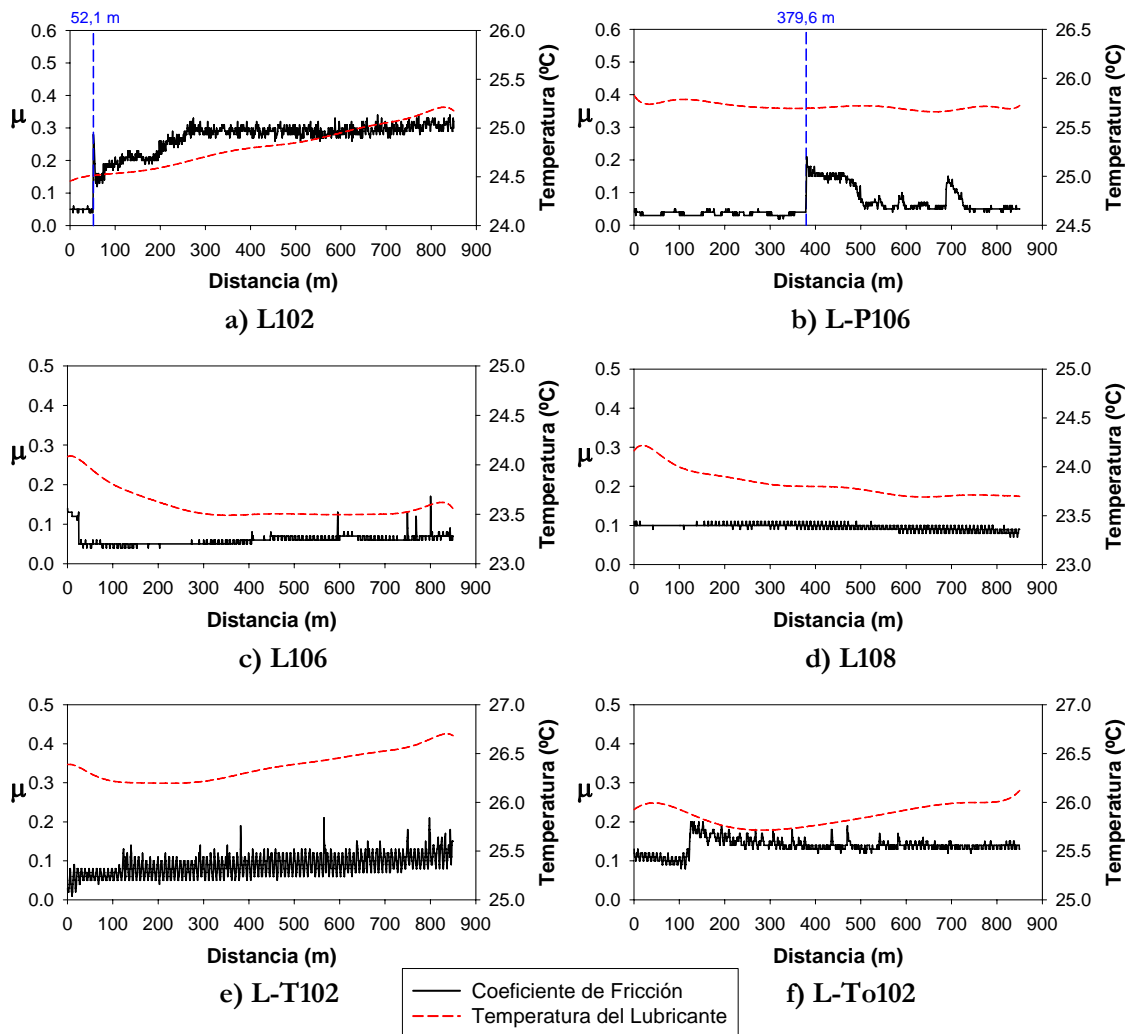 52,1 m
0.6
0.5
0.4
0.3
0.2
0.1
0.0
μ
26.0
25.5
25.0
24.5
24.0
Temperatura (ºC)
0 100 200 300 400 500 600 700 800 900
Distancia (m)
a) L102
379,6 m
0.6
0.5
0.4
0.3
0.2
0.1
0.0
μ
26.5
26.0
25.5
25.0
24.5
Temperatura (ºC)
0 100 200 300 400 500 600 700 800 900
Distancia (m)
b) L-P106
0.5
0.4
0.3
0.2
0.1
0.0
μ
25.0
24.5
24.0
23.5
23.0
Temperatura (ºC)
0 100 200 300 400 500 600 700 800 900
Distancia (m)
c) L106
0.5
0.4
0.3
0.2
0.1
0.0
μ
25.0
24.5
24.0
23.5
23.0
Temperatura (ºC)
0 100 200 300 400 500 600 700 800 900
Distancia (m)
d) L108
0.5
0.4
0.3
0.2
0.1
0.0
μ
27.0
26.5
26.0
25.5
25.0
Temperatura (ºC)
0 100 200 300 400 500 600 700 800 900
Distancia (m)
e) L-T102
0.5
0.4
0.3
0.2
0.1
0.0
μ
27.0
26.5
26.0
25.5
25.0
Temperatura (ºC)
0 100 200 300 400 500 600 700 800 900
Distancia (m)
f) L-To102
Coeficiente de Fricción
Temperatura del Lubricante